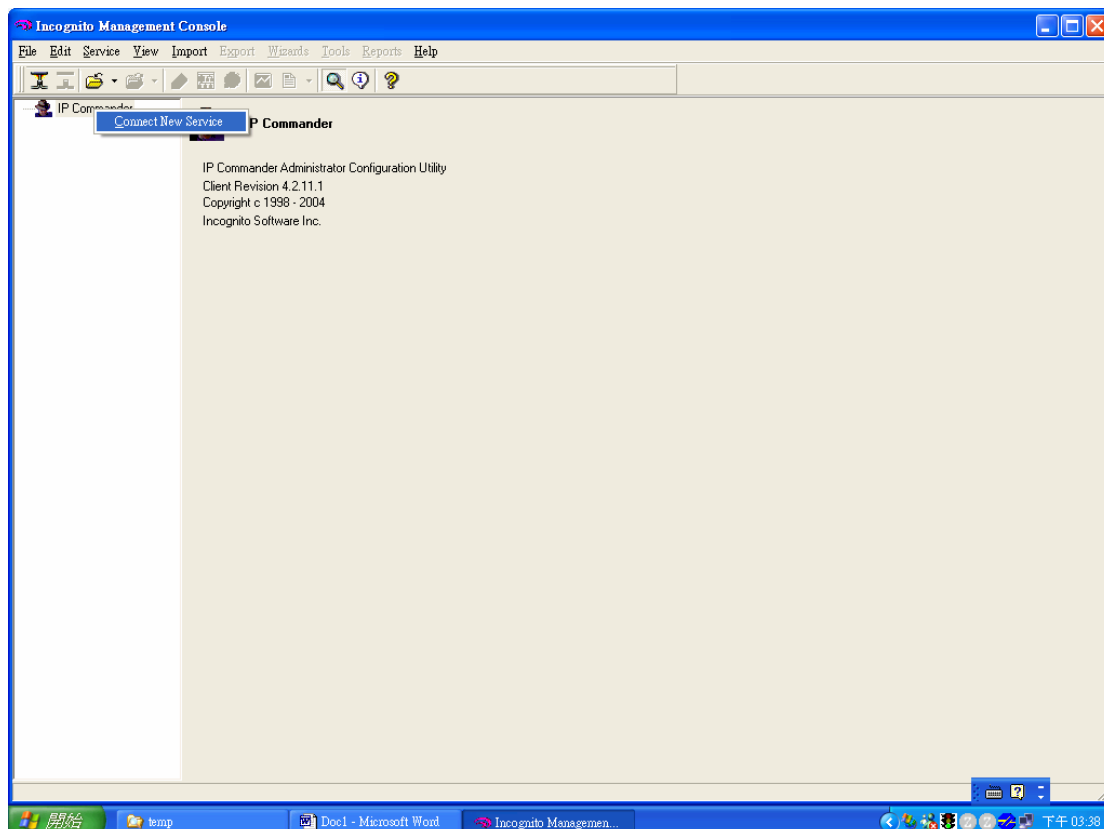 Incognito Management Console
File Edit Service View Import Export Wizards Tools Reports Help
IP Commander
Connect New Service
P Commander
IP Commander Administrator Configuration Utility
Client Revision 4.2.11.1
Copyright c 1998 - 2004
Incognito Software Inc.
開始 temp Doc1 - Microsoft Word Incognito Managemen... 下午 03:38